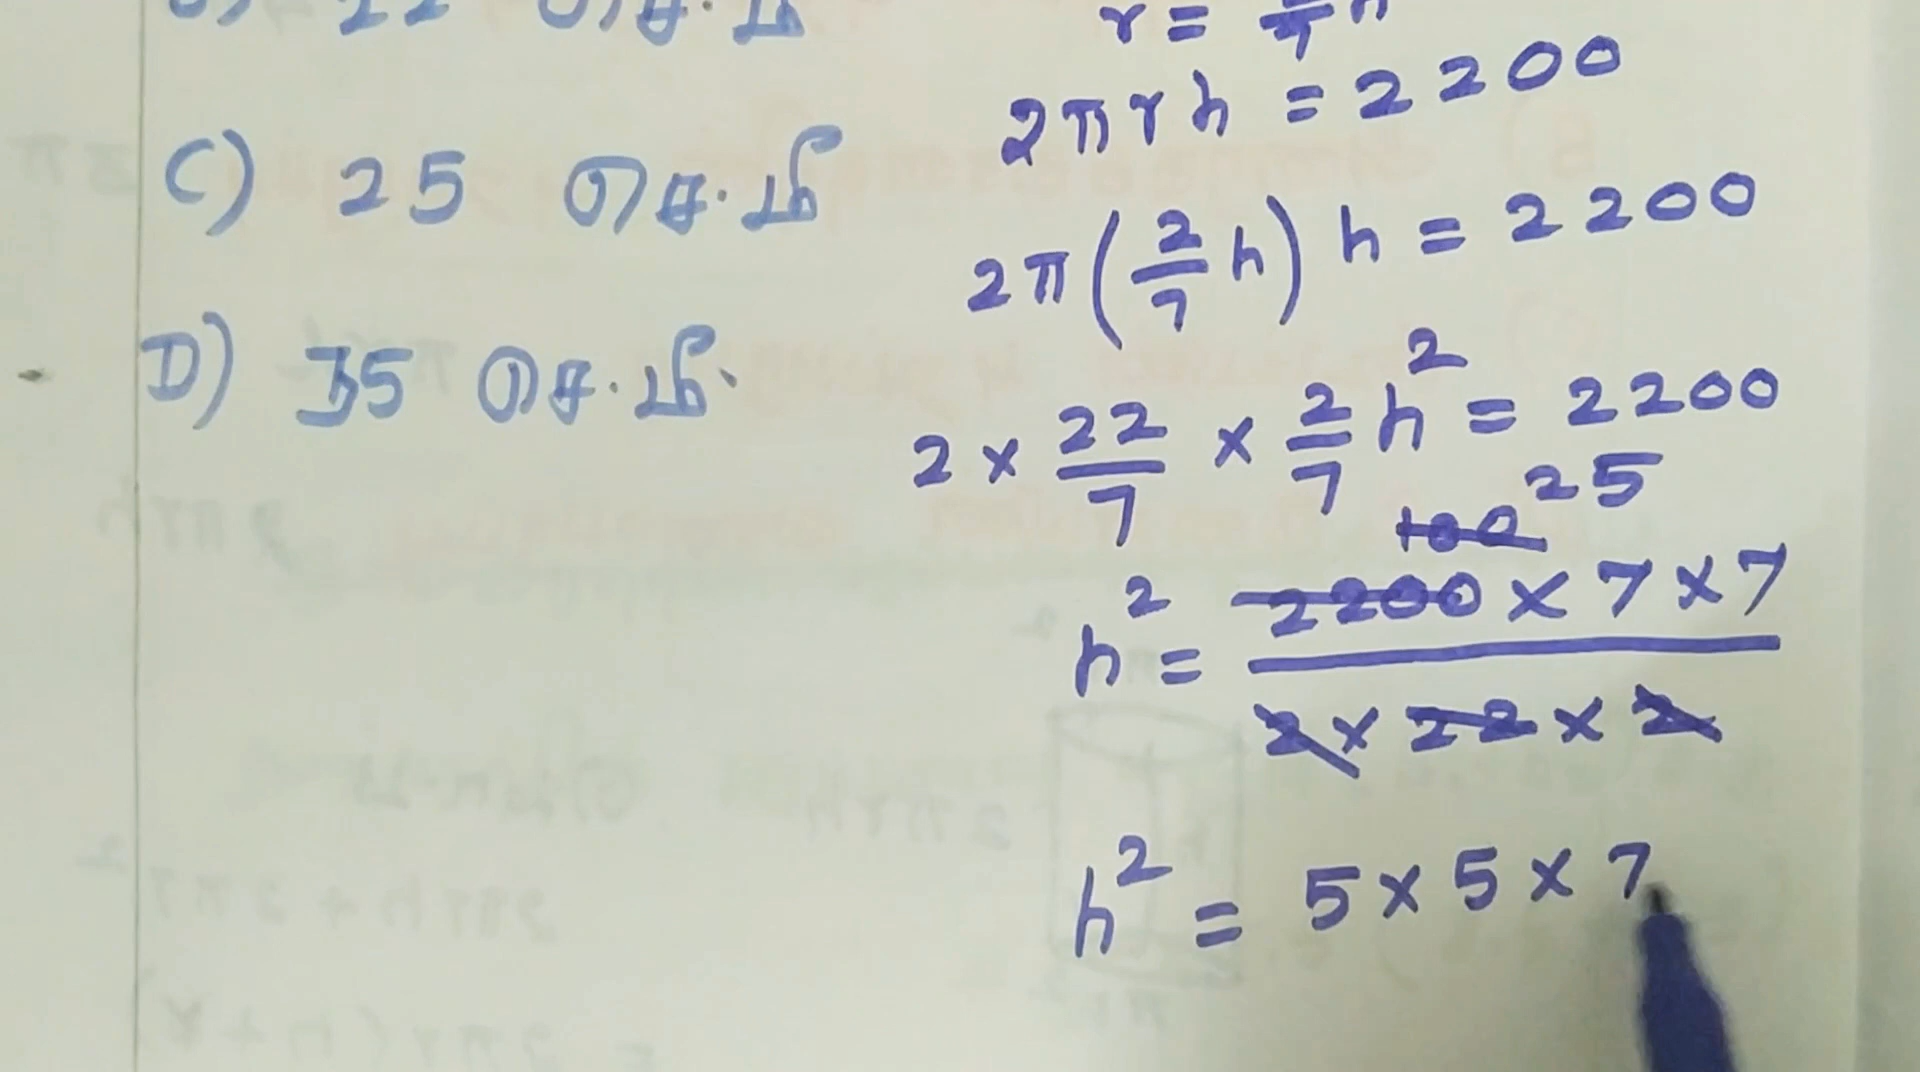 22 செ.மீ
C) 25 செ.மீ
D) 35 செ.மீ.
r = 2/7 h
2πrh = 2200
2π(2/7 h) h = 2200
2 × 22/7 × 2/7 h² = 2200
100 25
h² = 2200 × 7 × 7 / 2 × 22 × 2
h² = 5 × 5 × 7